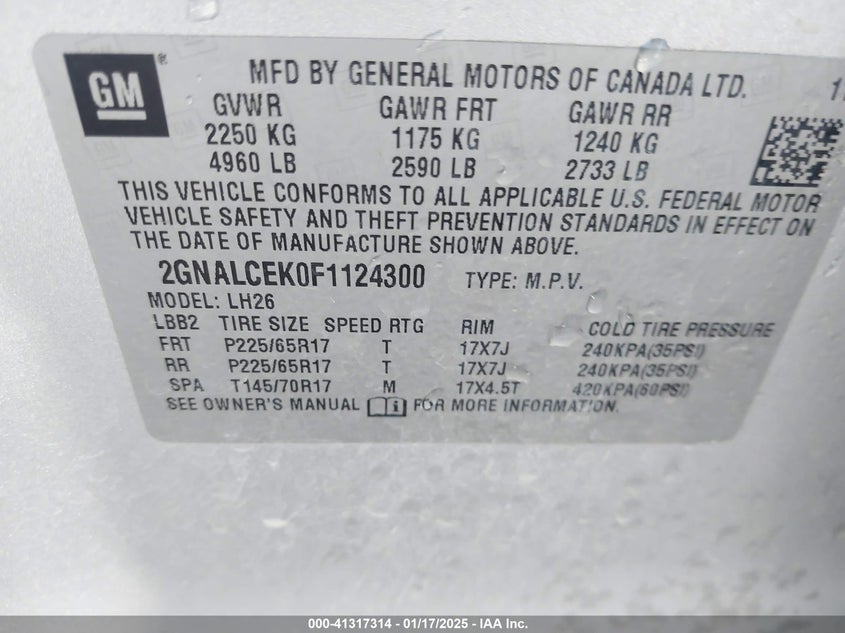 GM ®
MFD BY GENERAL MOTORS OF CANADA LTD.
GVWR GAWR FRT GAWR RR
2250 KG 1175 KG 1240 KG
4960 LB 2590 LB 2733 LB
THIS VEHICLE CONFORMS TO ALL APPLICABLE U.S. FEDERAL MOTOR
VEHICLE SAFETY AND THEFT PREVENTION STANDARDS IN EFFECT ON
THE DATE OF MANUFACTURE SHOWN ABOVE.
2GNALCEK0F1124300 TYPE: M.P.V.
MODEL: LH26
LBB2 TIRE SIZE SPEED RTG RIM COLD TIRE PRESSURE
FRT P225/65R17 T 17X7J 240KPA(35PSI)
RR P225/65R17 T 17X7J 240KPA(35PSI)
SPA T145/70R17 M 17X4.5T 420KPA(60PSI)
SEE OWNER'S MANUAL i FOR MORE INFORMATION.
000-41317314 - 01/17/2025 - IAA Inc.